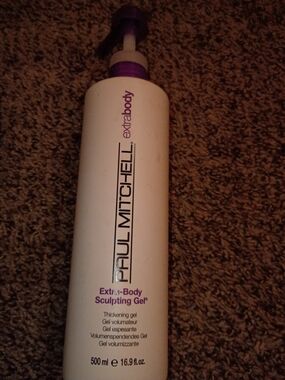 extrabody
PAUL MITCHELL
Extra-Body
Sculpting Gel®
Thickening gel
Gel volumateur
Gel espesante
Volumenspendendes Gel
Gel volumizzante
500 ml e 16.9 fl.oz.